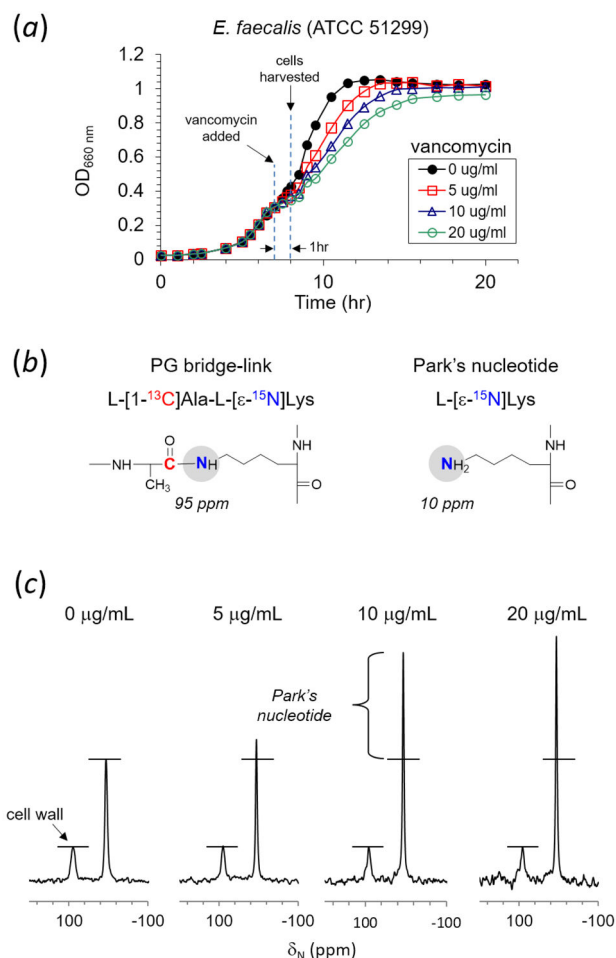 (a)
E. faecalis (ATCC 51299)
cells
harvested
vancomycin
added
OD660 nm
1.2
1
0.8
0.6
0.4
0.2
0
vancomycin
0 ug/ml
5 ug/ml
10 ug/ml
20 ug/ml
1hr
0
10
20
Time (hr)
(b)
PG bridge-link
L-[1-¹³C]Ala-L-[ε-¹⁵N]Lys
Park's nucleotide
L-[ε-¹⁵N]Lys
O
NH
NH
C
N
H
CH₃
O
95 ppm
NH
NH₂
O
10 ppm
(c)
0 μg/mL
5 μg/mL
10 μg/mL
20 μg/mL
Park's
nucleotide
cell wall
100
-100
100
-100
100
-100
100
-100
δN (ppm)